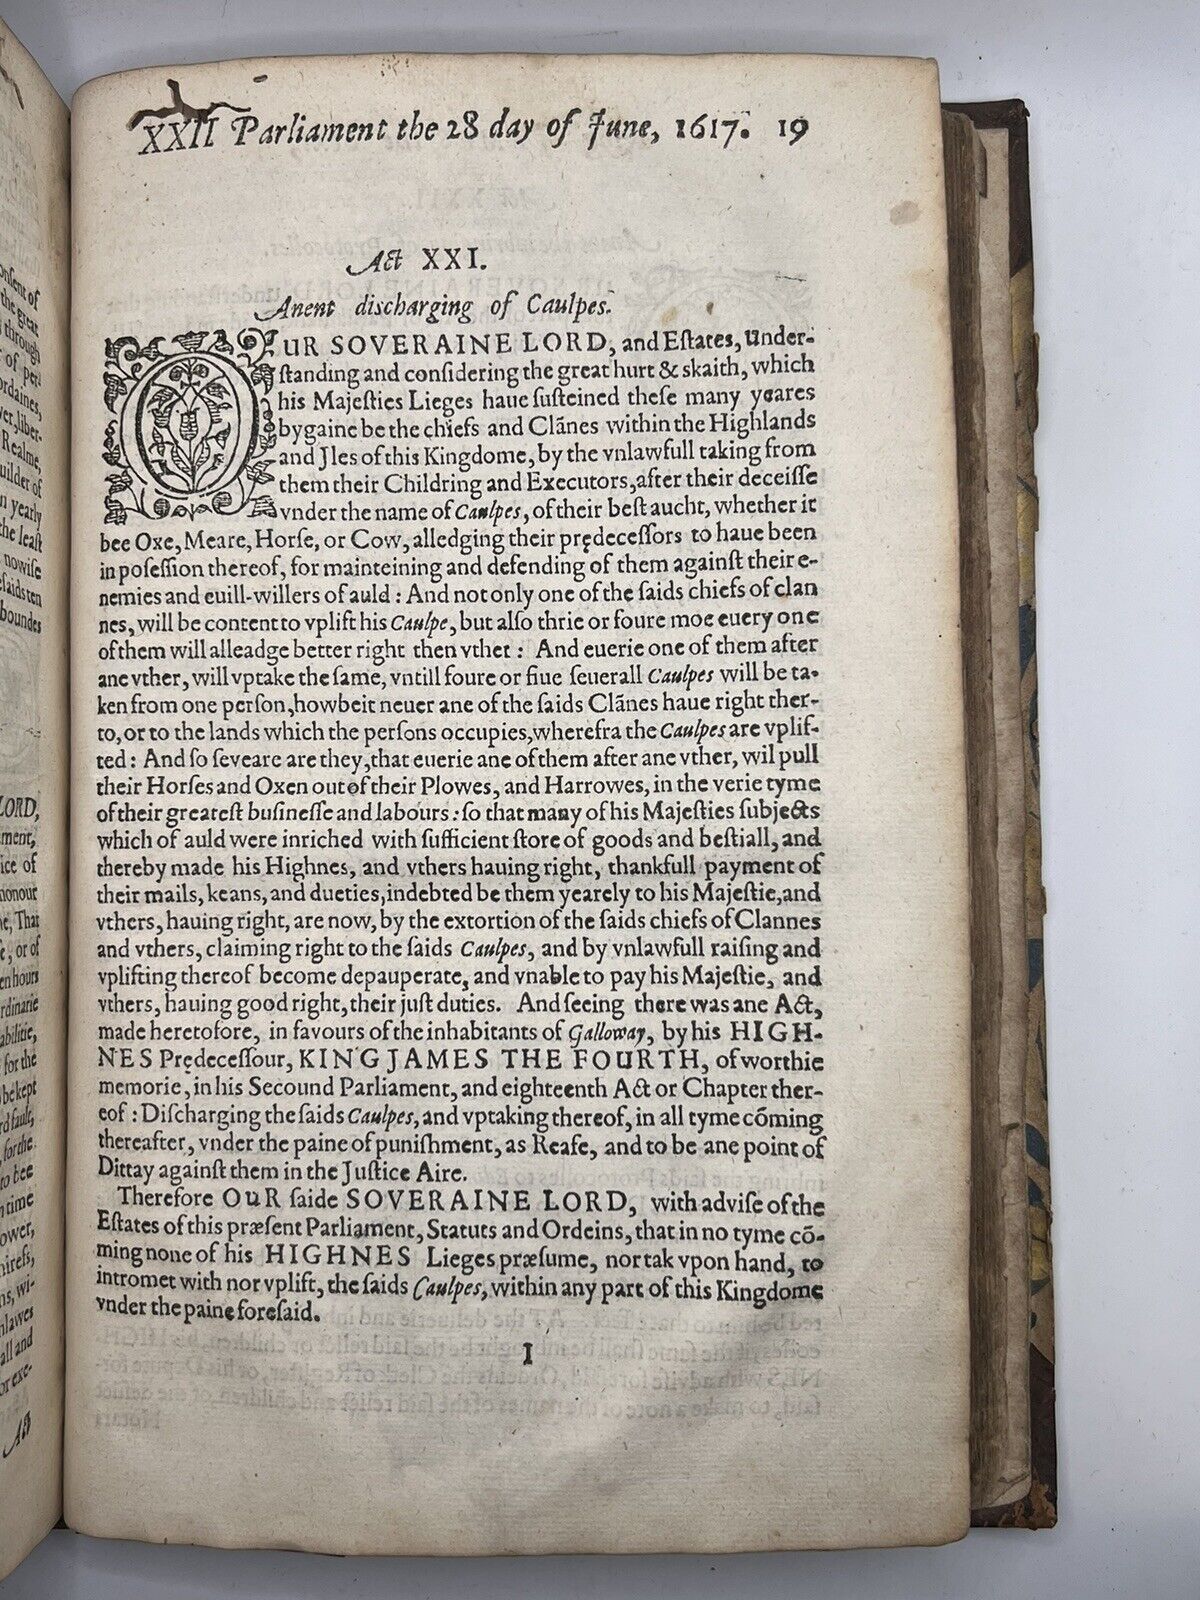 XXII Parliament the 28 day of June, 1617. 19
Act XXI.
Anent discharging of Caulpes.
OUR SOVERAINE LORD, and Eſtates, Under-
ſtanding and conſidering the great hurt & skaith, which
his Majeſties Lieges haue ſuſteined theſe many yeares
bygaine be the chiefs and Clãnes within the Highlands
and Jles of this Kingdome, by the vnlawfull taking from
them their Childring and Executors, after their deceiſſe
vnder the name of Caulpes, of their beſt aucht, whether it
bee Oxe, Meare, Horſe, or Cow, alledging their prędeceſſors to haue been
in poſeſſion thereof, for mainteining and defending of them againſt their e-
nemies and euill-willers of auld : And not only one of the ſaids chiefs of clan
nes, will be content to vplift his Caulpe, but alſo thrie or foure moe euery one
of them will alleadge better right then vthet : And euerie one of them after
ane vther, will vptake the ſame, vntill foure or fiue ſeuerall Caulpes will be ta-
ken from one perſon, howbeit neuer ane of the ſaids Clãnes haue right ther-
to, or to the lands which the perſons occupies, wherefra the Caulpes are vplif-
ted : And ſo ſeveare are they, that euerie ane of them after ane vther, wil pull
their Horſes and Oxen out of their Plowes, and Harrowes, in the verie tyme
of their greateſt buſineſſe and labours : ſo that many of his Majeſties ſubjects
which of auld were inriched with ſufficient ſtore of goods and beſtiall, and
thereby made his Highnes, and vthers hauing right, thankfull payment of
their mails, keans, and dueties, indebted be them yearely to his Majeſtie, and
vthers, hauing right, are now, by the extortion of the ſaids chiefs of Clannes
and vthers, claiming right to the ſaids Caulpes, and by vnlawfull raiſing and
vplifting thereof become depauperate, and vnable to pay his Majeſtie, and
vthers, hauing good right, their juſt duties. And ſeeing there was ane Act,
made heretofore, in favours of the inhabitants of Galloway, by his HIGH-
NES Prędeceſſour, KING JAMES THE FOURTH, of worthie
memorie, in his Secound Parliament, and eighteenth Act or Chapter ther-
eof : Diſcharging the ſaids Caulpes, and vptaking thereof, in all tyme cõming
thereafter, vnder the paine of puniſhment, as Reafe, and to be ane point of
Dittay againſt them in the Juſtice Aire.
Therefore OUR ſaide SOVERAINE LORD, with adviſe of the
Eſtates of this præſent Parliament, Statuts and Ordeins, that in no tyme cõ-
ming none of his HIGHNES Lieges præſume, nor tak vpon hand, to
intromet with nor vplift, the ſaids Caulpes, within any part of this Kingdome
vnder the paine foreſaid.
I